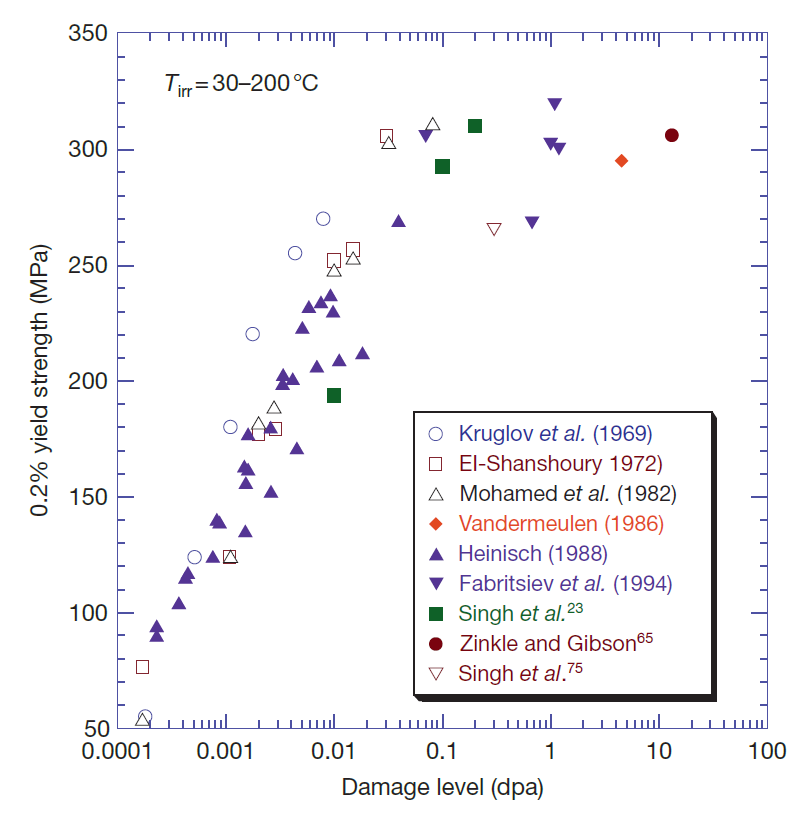 350
300
250
200
150
100
50
0.2% yield strength (MPa)
T_irr = 30–200 °C
Kruglov et al. (1969)
El-Shanshoury 1972)
Mohamed et al. (1982)
Vandermeulen (1986)
Heinisch (1988)
Fabritsiev et al. (1994)
Singh et al.²³
Zinkle and Gibson⁶⁵
Singh et al.⁷⁵
0.0001 0.001 0.01 0.1 1 10 100
Damage level (dpa)